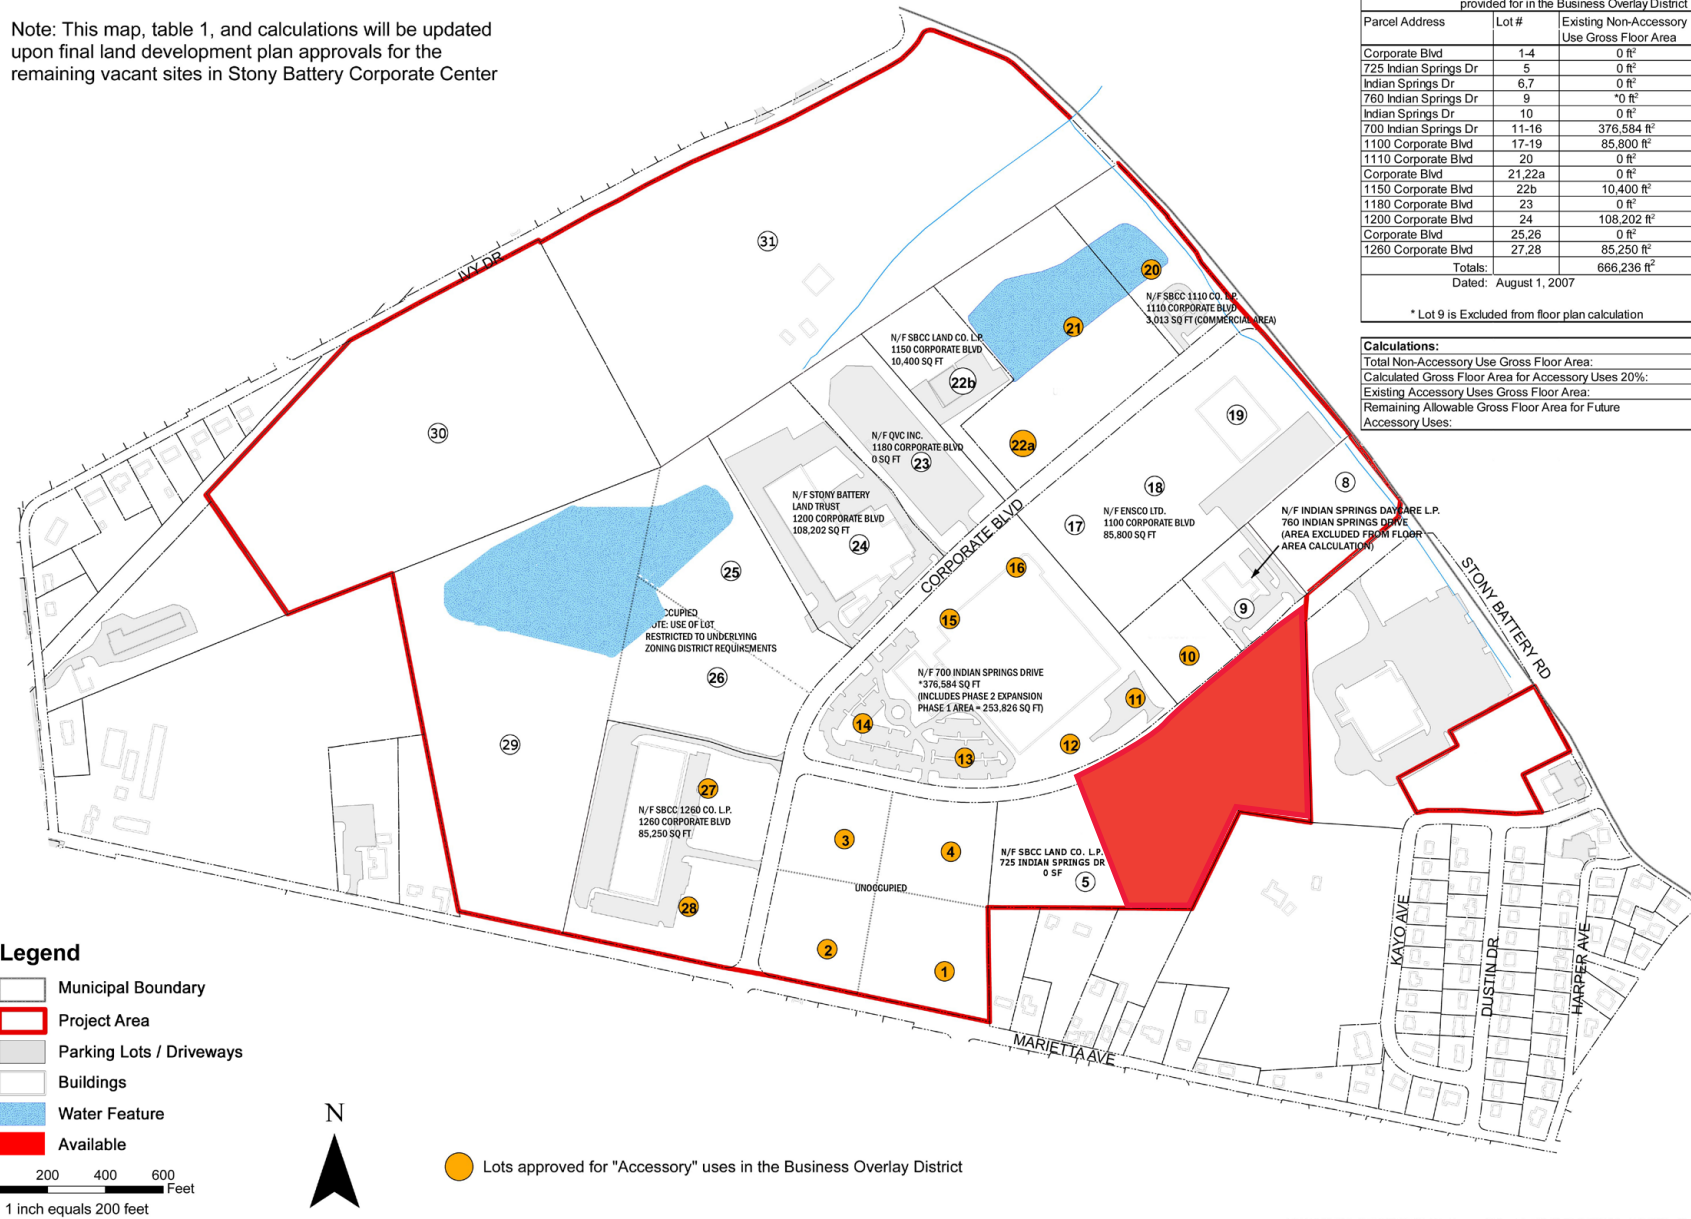 Note: This map, table 1, and calculations will be updated
upon final land development plan approvals for the
remaining vacant sites in Stony Battery Corporate Center
provided for in the Business Overlay District
Parcel Address Lot # Existing Non-Accessory
Use Gross Floor Area
Corporate Blvd 1-4 0 ft²
725 Indian Springs Dr 5 0 ft²
Indian Springs Dr 6,7 0 ft²
760 Indian Springs Dr 9 *0 ft²
Indian Springs Dr 10 0 ft²
700 Indian Springs Dr 11-16 376,584 ft²
1100 Corporate Blvd 17-19 85,800 ft²
1110 Corporate Blvd 20 0 ft²
Corporate Blvd 21,22a 0 ft²
1150 Corporate Blvd 22b 10,400 ft²
1180 Corporate Blvd 23 0 ft²
1200 Corporate Blvd 24 108,202 ft²
Corporate Blvd 25,26 0 ft²
1260 Corporate Blvd 27,28 85,250 ft²
Totals: 666,236 ft²
Dated: August 1, 2007
* Lot 9 is Excluded from floor plan calculation
Calculations:
Total Non-Accessory Use Gross Floor Area:
Calculated Gross Floor Area for Accessory Uses 20%:
Existing Accessory Uses Gross Floor Area:
Remaining Allowable Gross Floor Area for Future
Accessory Uses:
IVY DR
31
30
20
N/F SBCC 1110 CO. L.P.
1110 CORPORATE BLVD
3,013 SQ FT (COMMERCIAL AREA)
21
N/F SBCC LAND CO. L.P.
1150 CORPORATE BLVD
10,400 SQ FT
22b
22a
19
N/F QVC INC.
1180 CORPORATE BLVD
0 SQ FT
23
18
17
N/F ENSCO LTD.
1100 CORPORATE BLVD
85,800 SQ FT
8
N/F INDIAN SPRINGS DAYCARE L.P.
760 INDIAN SPRINGS DRIVE
(AREA EXCLUDED FROM FLOOR
AREA CALCULATION)
9
N/F STONY BATTERY
LAND TRUST
1200 CORPORATE BLVD
108,202 SQ FT
24
CORPORATE BLVD
STONY BATTERY RD
25
CCUPIED
OTE: USE OF LOT
RESTRICTED TO UNDERLYING
ZONING DISTRICT REQUIREMENTS
26
16
15
10
N/F 700 INDIAN SPRINGS DRIVE
*376,584 SQ FT
(INCLUDES PHASE 2 EXPANSION
PHASE 1 AREA = 253,826 SQ FT)
11
14
13
12
29
27
N/F SBCC 1260 CO. L.P.
1260 CORPORATE BLVD
85,250 SQ FT
28
3
4
UNOCCUPIED
2
1
N/F SBCC LAND CO. L.P.
725 INDIAN SPRINGS DR
0 SF
5
KAYO AVE
DUSTIN DR
HARPER AVE
MARIETTA AVE
Legend
Municipal Boundary
Project Area
Parking Lots / Driveways
Buildings
Water Feature
Available
200 400 600
Feet
1 inch equals 200 feet
N
Lots approved for "Accessory" uses in the Business Overlay District